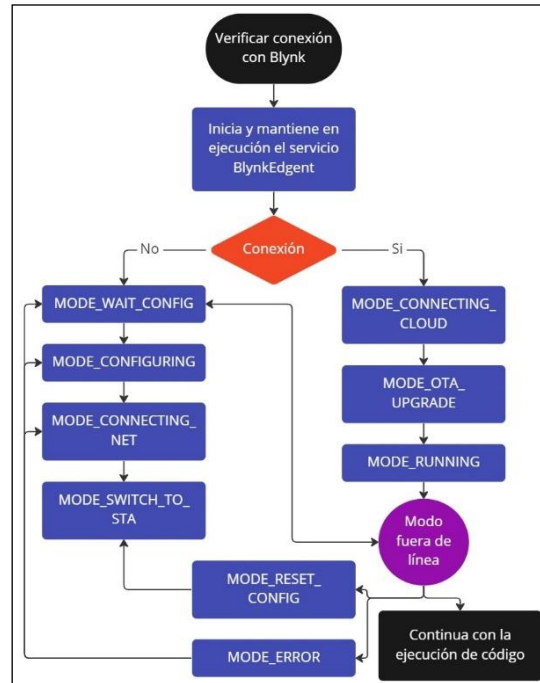 Verificar conexión
con Blynk
Inicia y mantiene en
ejecución el servicio
BlynkEdgent
Conexión
No
Si
MODE_WAIT_CONFIG
MODE_CONFIGURING
MODE_CONNECTING_
NET
MODE_SWITCH_TO_
STA
MODE_CONNECTING_
CLOUD
MODE_OTA_
UPGRADE
MODE_RUNNING
Modo
fuera de
línea
MODE_RESET_
CONFIG
MODE_ERROR
Continua con la
ejecución de código